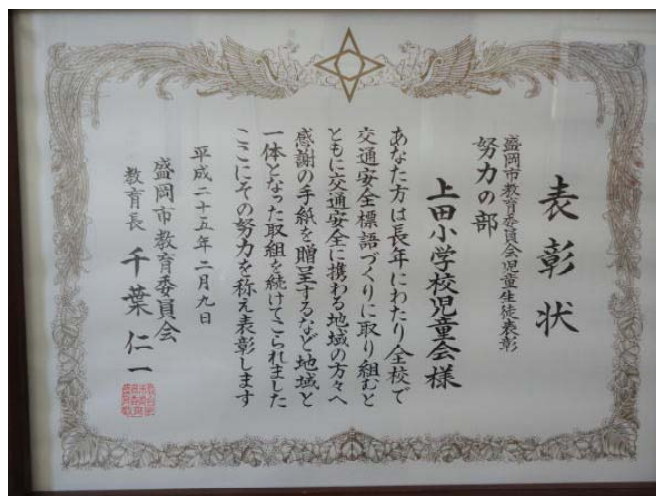 表彰状
盛岡市教育委員会児童生徒表彰
努力の部
上田小学校児童会様
あなた方は長年にわたり全校で
交通安全標語づくりに取り組むと
ともに交通安全に携わる地域の方々へ
感謝の手紙を贈呈するなど地域と
一体となった取組を続けてこられました
ここにその努力を称え表彰します
平成二十五年二月九日
盛岡市教育委員会
教育長 千葉仁一